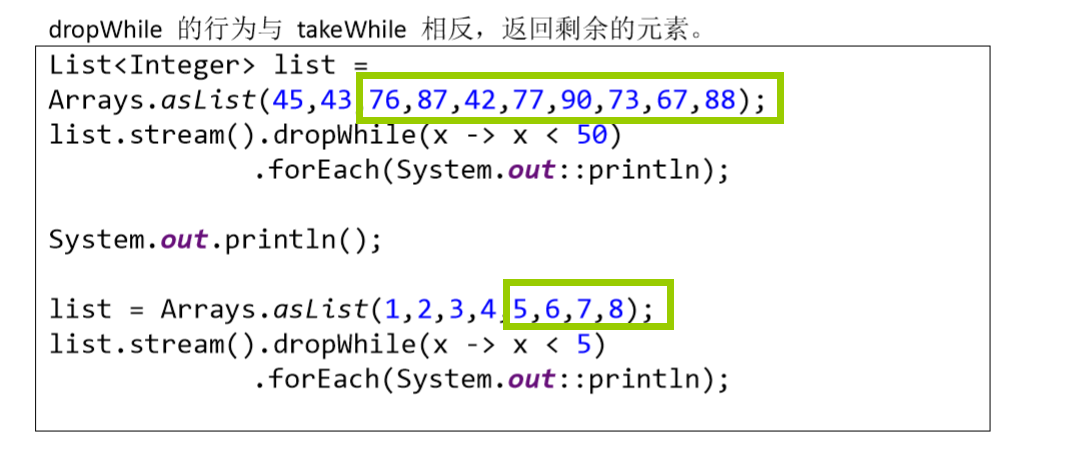 dropWhile 的行为与 takeWhile 相反，返回剩余的元素。
List<Integer> list =
Arrays.asList(45,43,76,87,42,77,90,73,67,88);
list.stream().dropWhile(x -> x < 50)
.forEach(System.out::println);
System.out.println();
list = Arrays.asList(1,2,3,4,5,6,7,8);
list.stream().dropWhile(x -> x < 5)
.forEach(System.out::println);